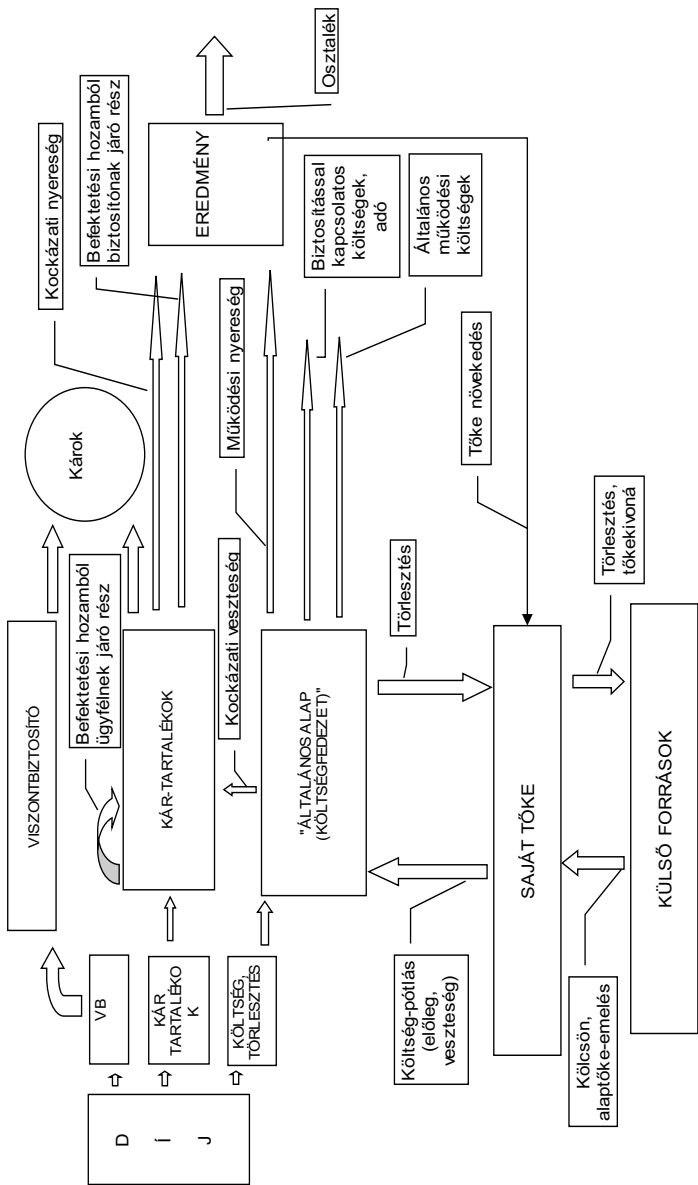 D
Í
J
VB
KÁR
TARTALÉKO
K
KÖLTSÉG,
TÖRLESZTÉS
VISZONTBIZTOSÍTÓ
Befektetési hozamból
ügyfélnek járó rész
KÁR-TARTALÉKOK
Kockázati veszteség
"ÁLTALÁNOS ALAP
(KÖLTSÉGFEDEZET)"
Károk
Kockázati nyereség
Befektetési hozamból
biztosítónak járó rész
Működési nyereség
EREDMÉNY
Osztalék
Biztosítással
kapcsolatos
költségek,
adó
Általános
működési
költségek
Költség-pótlás
(előleg,
veszteség)
Törlesztés
Tőke növekedés
SAJÁT TŐKE
Kölcsön,
alaptőke-emelés
Törlesztés,
tőkekivoná
KÜLSŐ FORRÁSOK